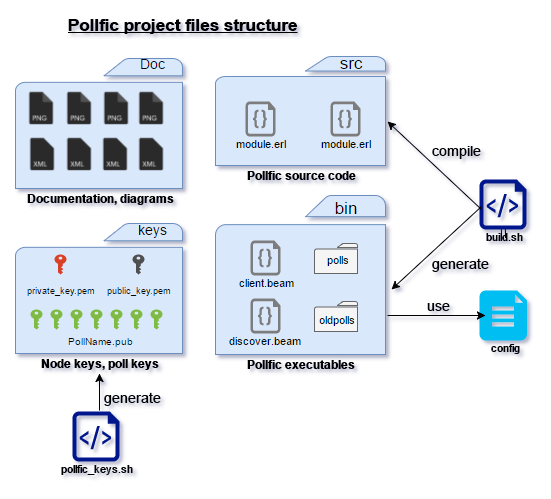 Pollfic project files structure
Doc
PNG PNG PNG PNG
XML XML XML XML
Documentation, diagrams
src
{} {}
module.erl module.erl
Pollfic source code
compile
</>
build.sh
generate
keys
private_key.pem public_key.pem
PollName.pub
Node keys, poll keys
bin
{} polls
client.beam
{} oldpolls
discover.beam
Pollfic executables
use
config
generate
</>
pollfic_keys.sh